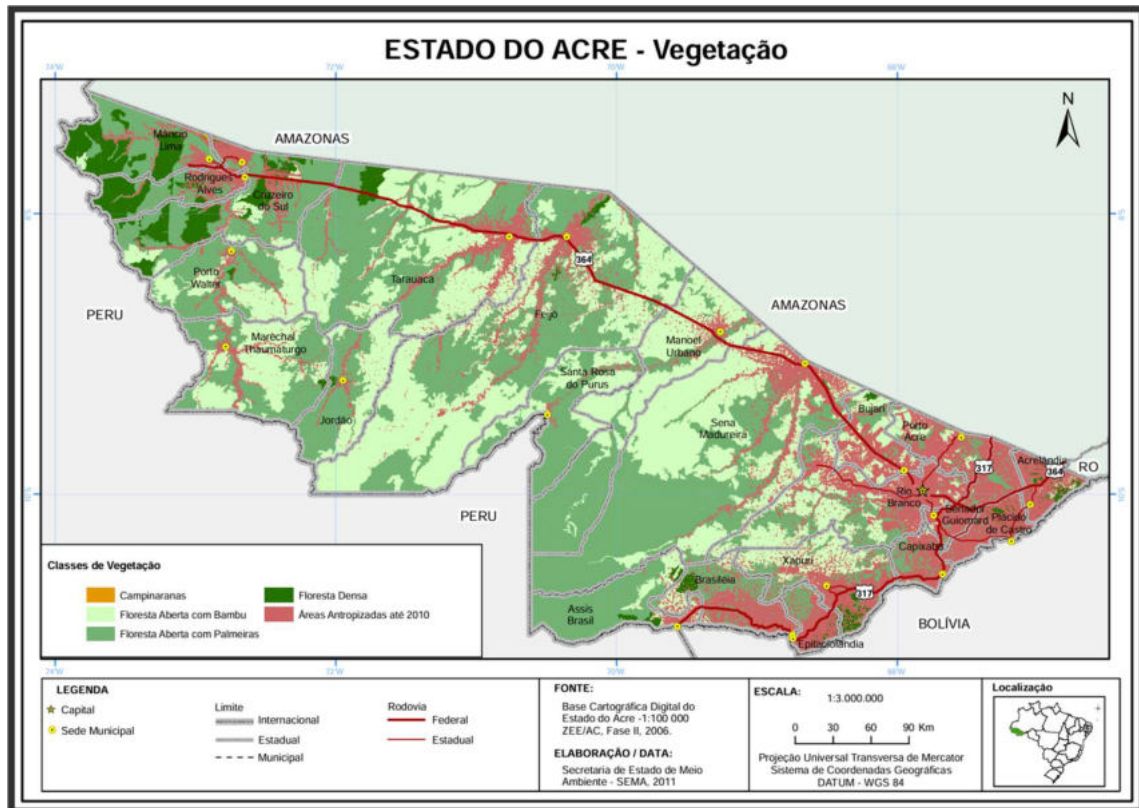 ESTADO DO ACRE - Vegetação
74°W
72°W
70°W
68°W
N
AMAZONAS
Mâncio
Lima
Rodrigues
Alves
Cruzeiro
do Sul
8°S
8°S
364
Tarauacá
Porto
Walter
PERU
AMAZONAS
Feijó
Marechal
Thaumaturgo
Manoel
Urbano
Santa Rosa
do Purus
Jordão
Bujari
Sena
Madureira
Porto
Acre
Acrelândia
317
364
RO
10°S
Rio
Branco
Senador
Guiomard
Plácido
de Castro
PERU
Capixaba
Xapuri
Brasiléia
317
Assis
Brasil
BOLÍVIA
Epitaciolândia
Classes de Vegetação
Campinaranas
Floresta Densa
Floresta Aberta com Bambu
Áreas Antropizadas até 2010
Floresta Aberta com Palmeiras
74°W
72°W
70°W
68°W
LEGENDA
Capital
Sede Municipal
Limite
Internacional
Estadual
Municipal
Rodovia
Federal
Estadual
FONTE:
Base Cartográfica Digital do
Estado do Acre -1:100 000
ZEE/AC, Fase II, 2006.
ELABORAÇÃO / DATA:
Secretaria de Estado de Meio
Ambiente - SEMA, 2011
ESCALA:
1:3.000.000
0 30 60 90 Km
Projeção Universal Transversa de Mercator
Sistema de Coordenadas Geográficas
DATUM - WGS 84
Localização